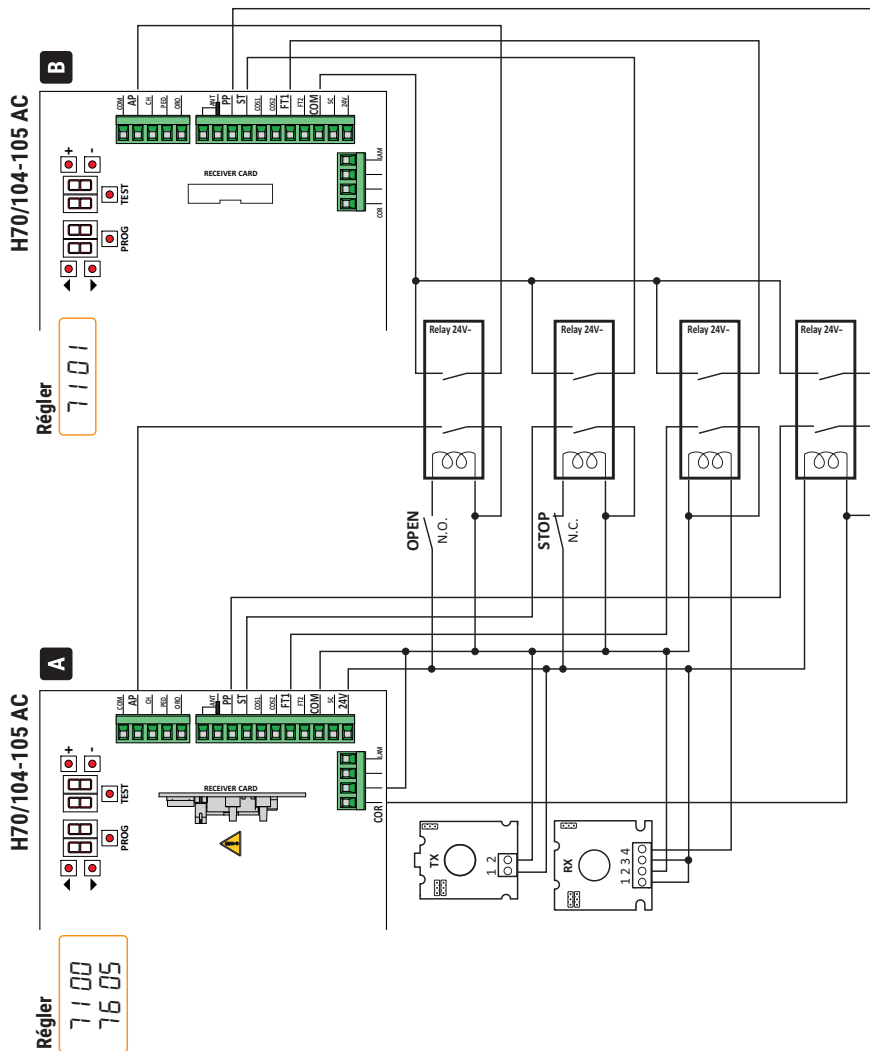 H70/104-105 AC
B
Régler
71 01
PROG
TEST
+
-
COM
AP
CH
PED
ORO
ANT
PP
ST
COS1
COS2
FT1
FT2
COM
SC
24V
RECEIVER CARD
COR
LAM
Relay 24V~
Relay 24V~
Relay 24V~
Relay 24V~
OPEN
N.O.
STOP
N.C.
H70/104-105 AC
A
Régler
71 00
76 05
PROG
TEST
+
-
COM
AP
CH
PED
ORO
ANT
PP
ST
COS1
COS2
FT1
FT2
COM
SC
24V
RECEIVER CARD
COR
LAM
TX
1 2
RX
1 2 3 4